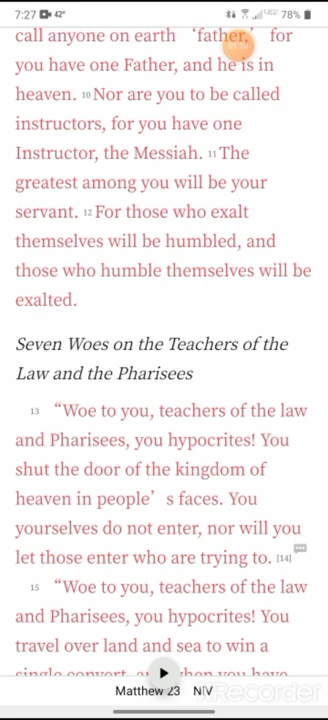 7:27 42° 78%
call anyone on earth ‘father,’ for
01:20
you have one Father, and he is in
heaven. 10 Nor are you to be called
instructors, for you have one
Instructor, the Messiah. 11 The
greatest among you will be your
servant. 12 For those who exalt
themselves will be humbled, and
those who humble themselves will be
exalted.
Seven Woes on the Teachers of the
Law and the Pharisees
13 “Woe to you, teachers of the law
and Pharisees, you hypocrites! You
shut the door of the kingdom of
heaven in people’s faces. You
yourselves do not enter, nor will you
let those enter who are trying to. [14]
15 “Woe to you, teachers of the law
and Pharisees, you hypocrites! You
travel over land and sea to win a
single convert, when you have
Matthew 23 NIV
Recorder